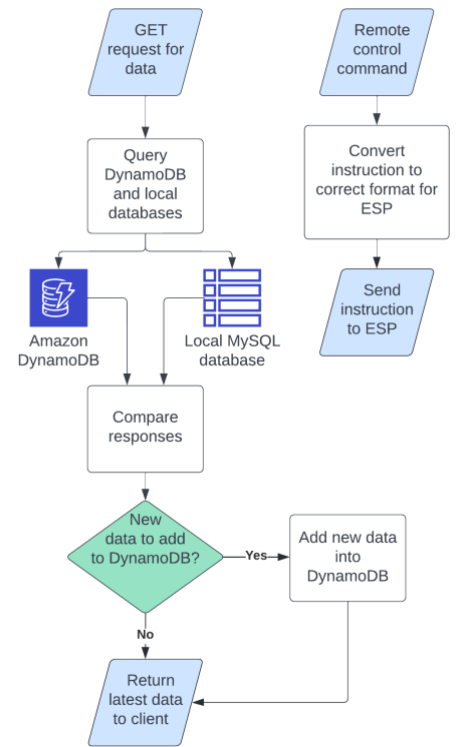 GET
request for
data
Query
DynamoDB
and local
databases
Amazon
DynamoDB
Local MySQL
database
Compare
responses
New
data to add
to DynamoDB?
Yes
Add new data
into
DynamoDB
No
Return
latest data
to client
Remote
control
command
Convert
instruction to
correct format for
ESP
Send
instruction
to ESP